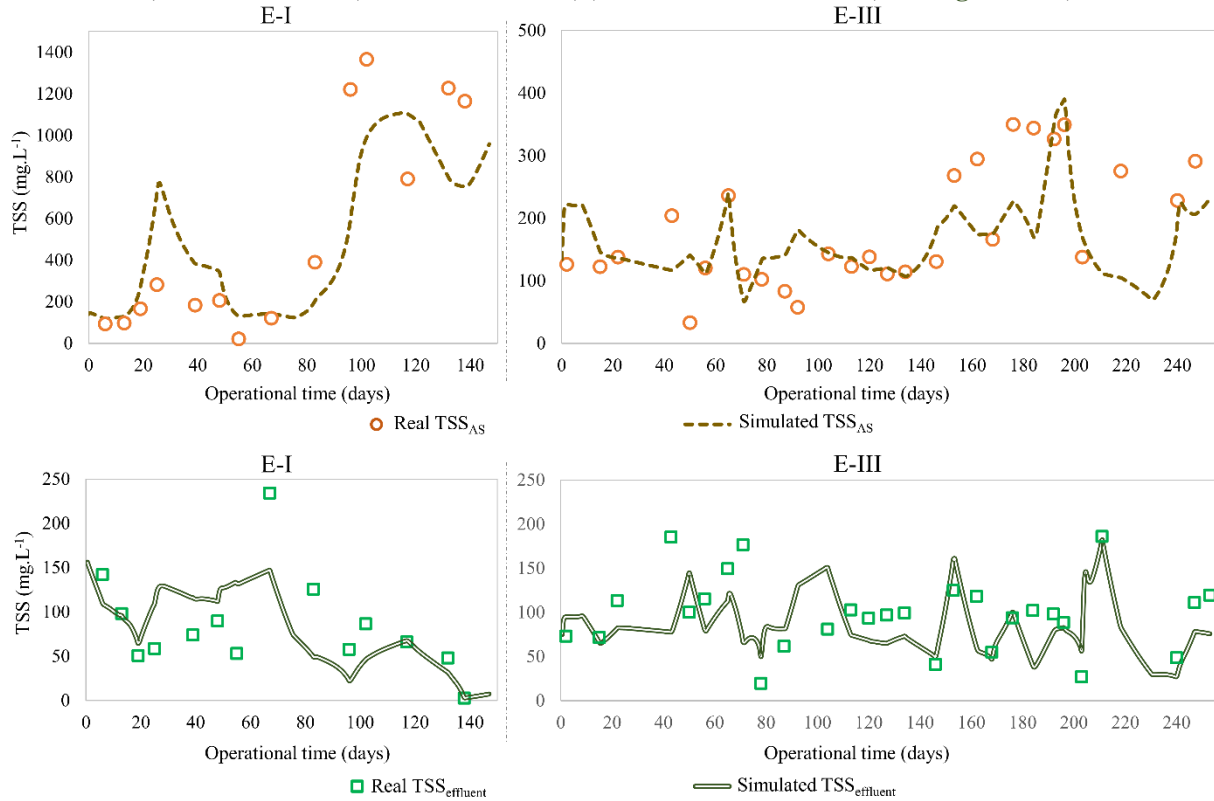 E-I
E-III
TSS (mg.L-1)
1400
1200
1000
800
600
400
200
0
0 20 40 60 80 100 120 140
Operational time (days)
500
400
300
200
100
0
0 20 40 60 80 100 120 140 160 180 200 220 240
Operational time (days)
Real TSSAS
Simulated TSSAS
E-I
E-III
TSS (mg.L-1)
250
200
150
100
50
0
0 20 40 60 80 100 120 140
Operational time (days)
250
200
150
100
50
0
0 20 40 60 80 100 120 140 160 180 200 220 240
Operational time (days)
Real TSSeffluent
Simulated TSSeffluent